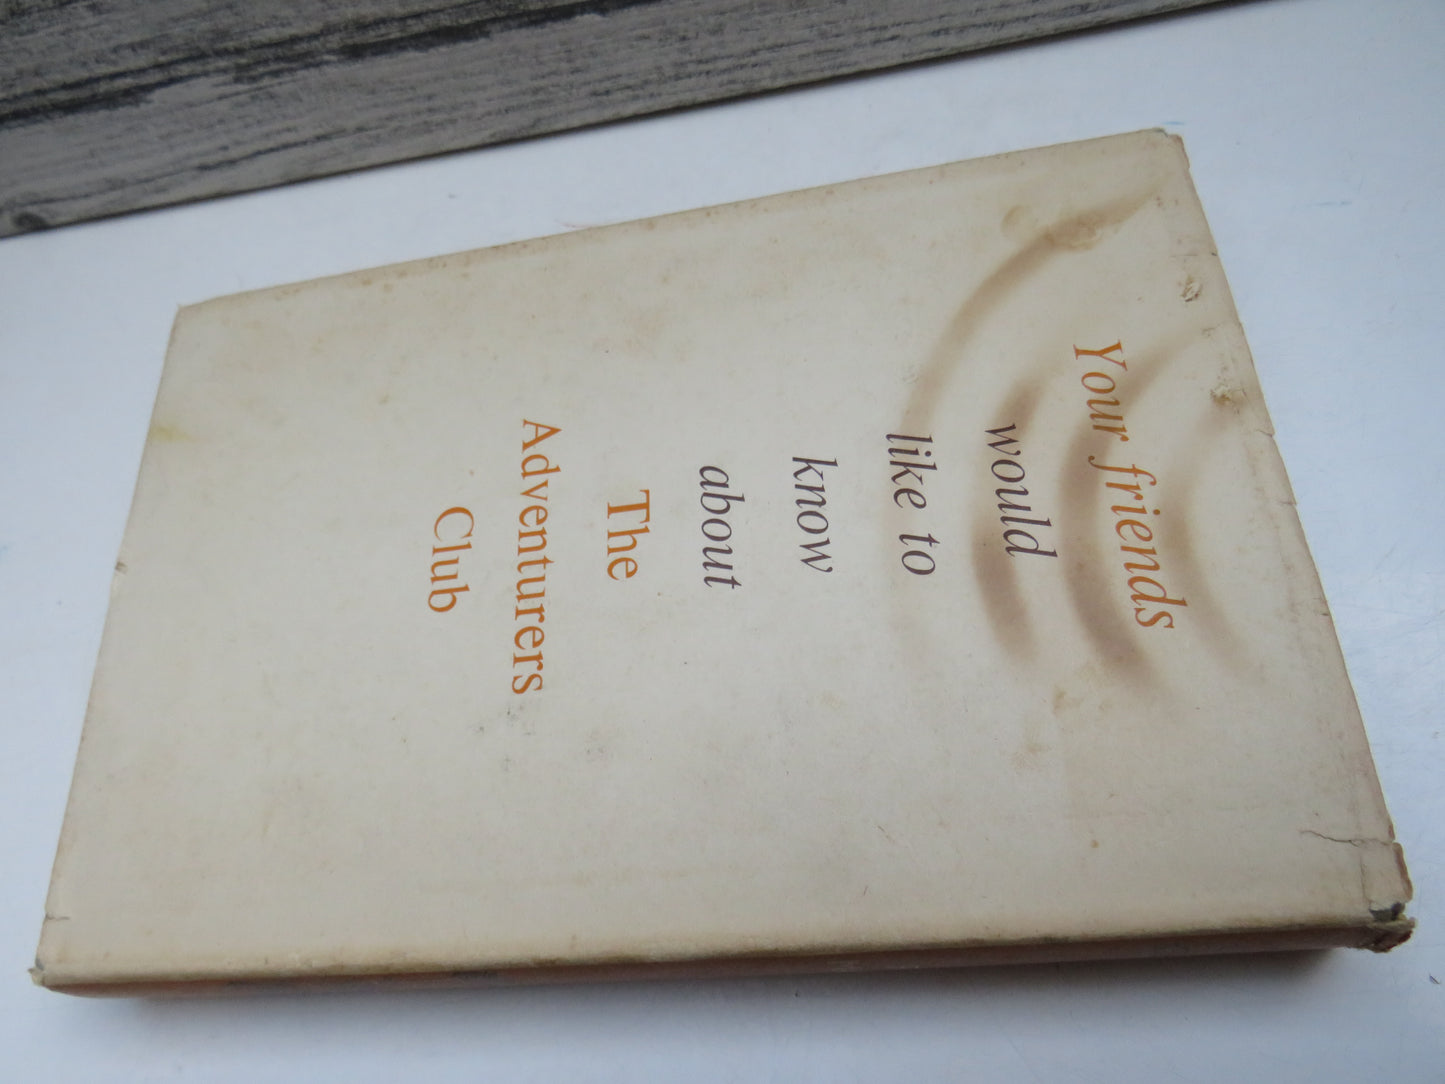 Your friends
would
like to
know
about
The
Adventurers
Club